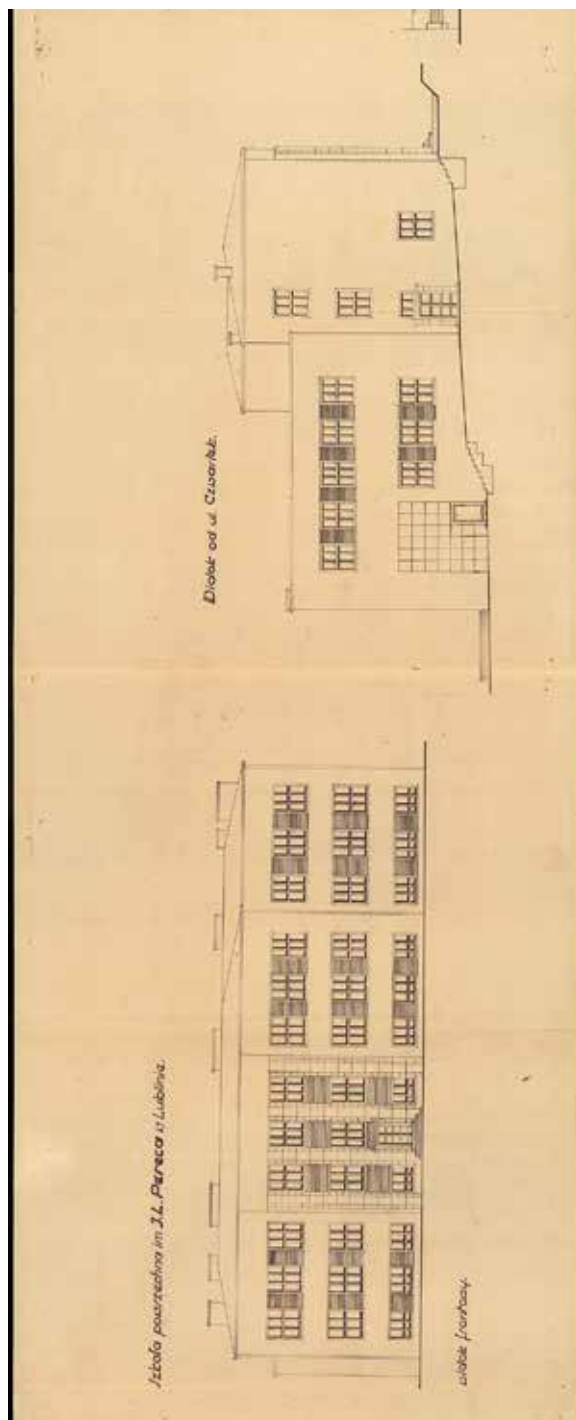 Szkoła powszechna im J.L. Pereca w Lublinie.
widok frontowy.
Widok od ul. Czwartek.